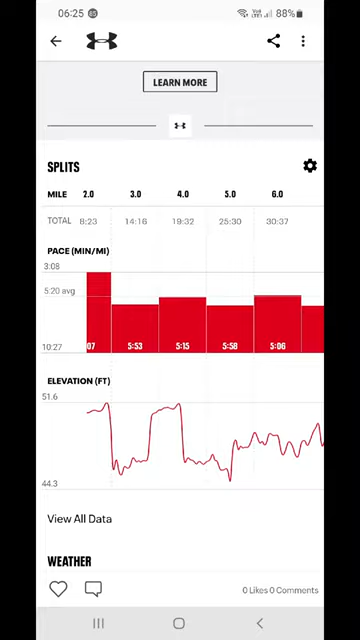 06:25 85 88%
LEARN MORE
SPLITS
MILE 2.0 3.0 4.0 5.0 6.0
TOTAL 8:23 14:16 19:32 25:30 30:37
PACE (MIN/MI)
3:08
5:20 avg
10:27 07 5:53 5:15 5:58 5:06
ELEVATION (FT)
51.6
44.3
View All Data
WEATHER
0 Likes 0 Comments